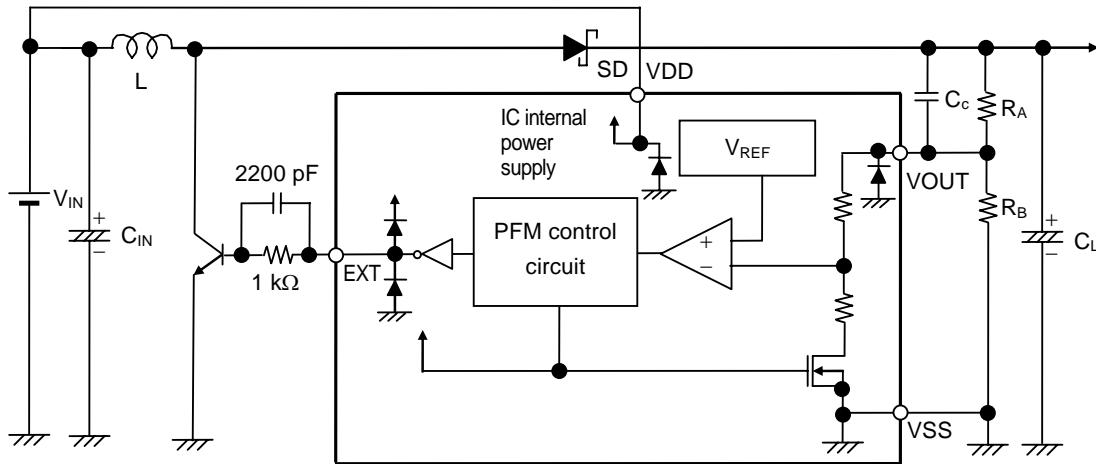 L
SD
VDD
C_c
R_A
IC internal
power
supply
V_REF
VOUT
2200 pF
V_IN
+
C_IN
−
PFM control
circuit
+
−
R_B
+
C_L
−
1 kΩ
EXT
VSS